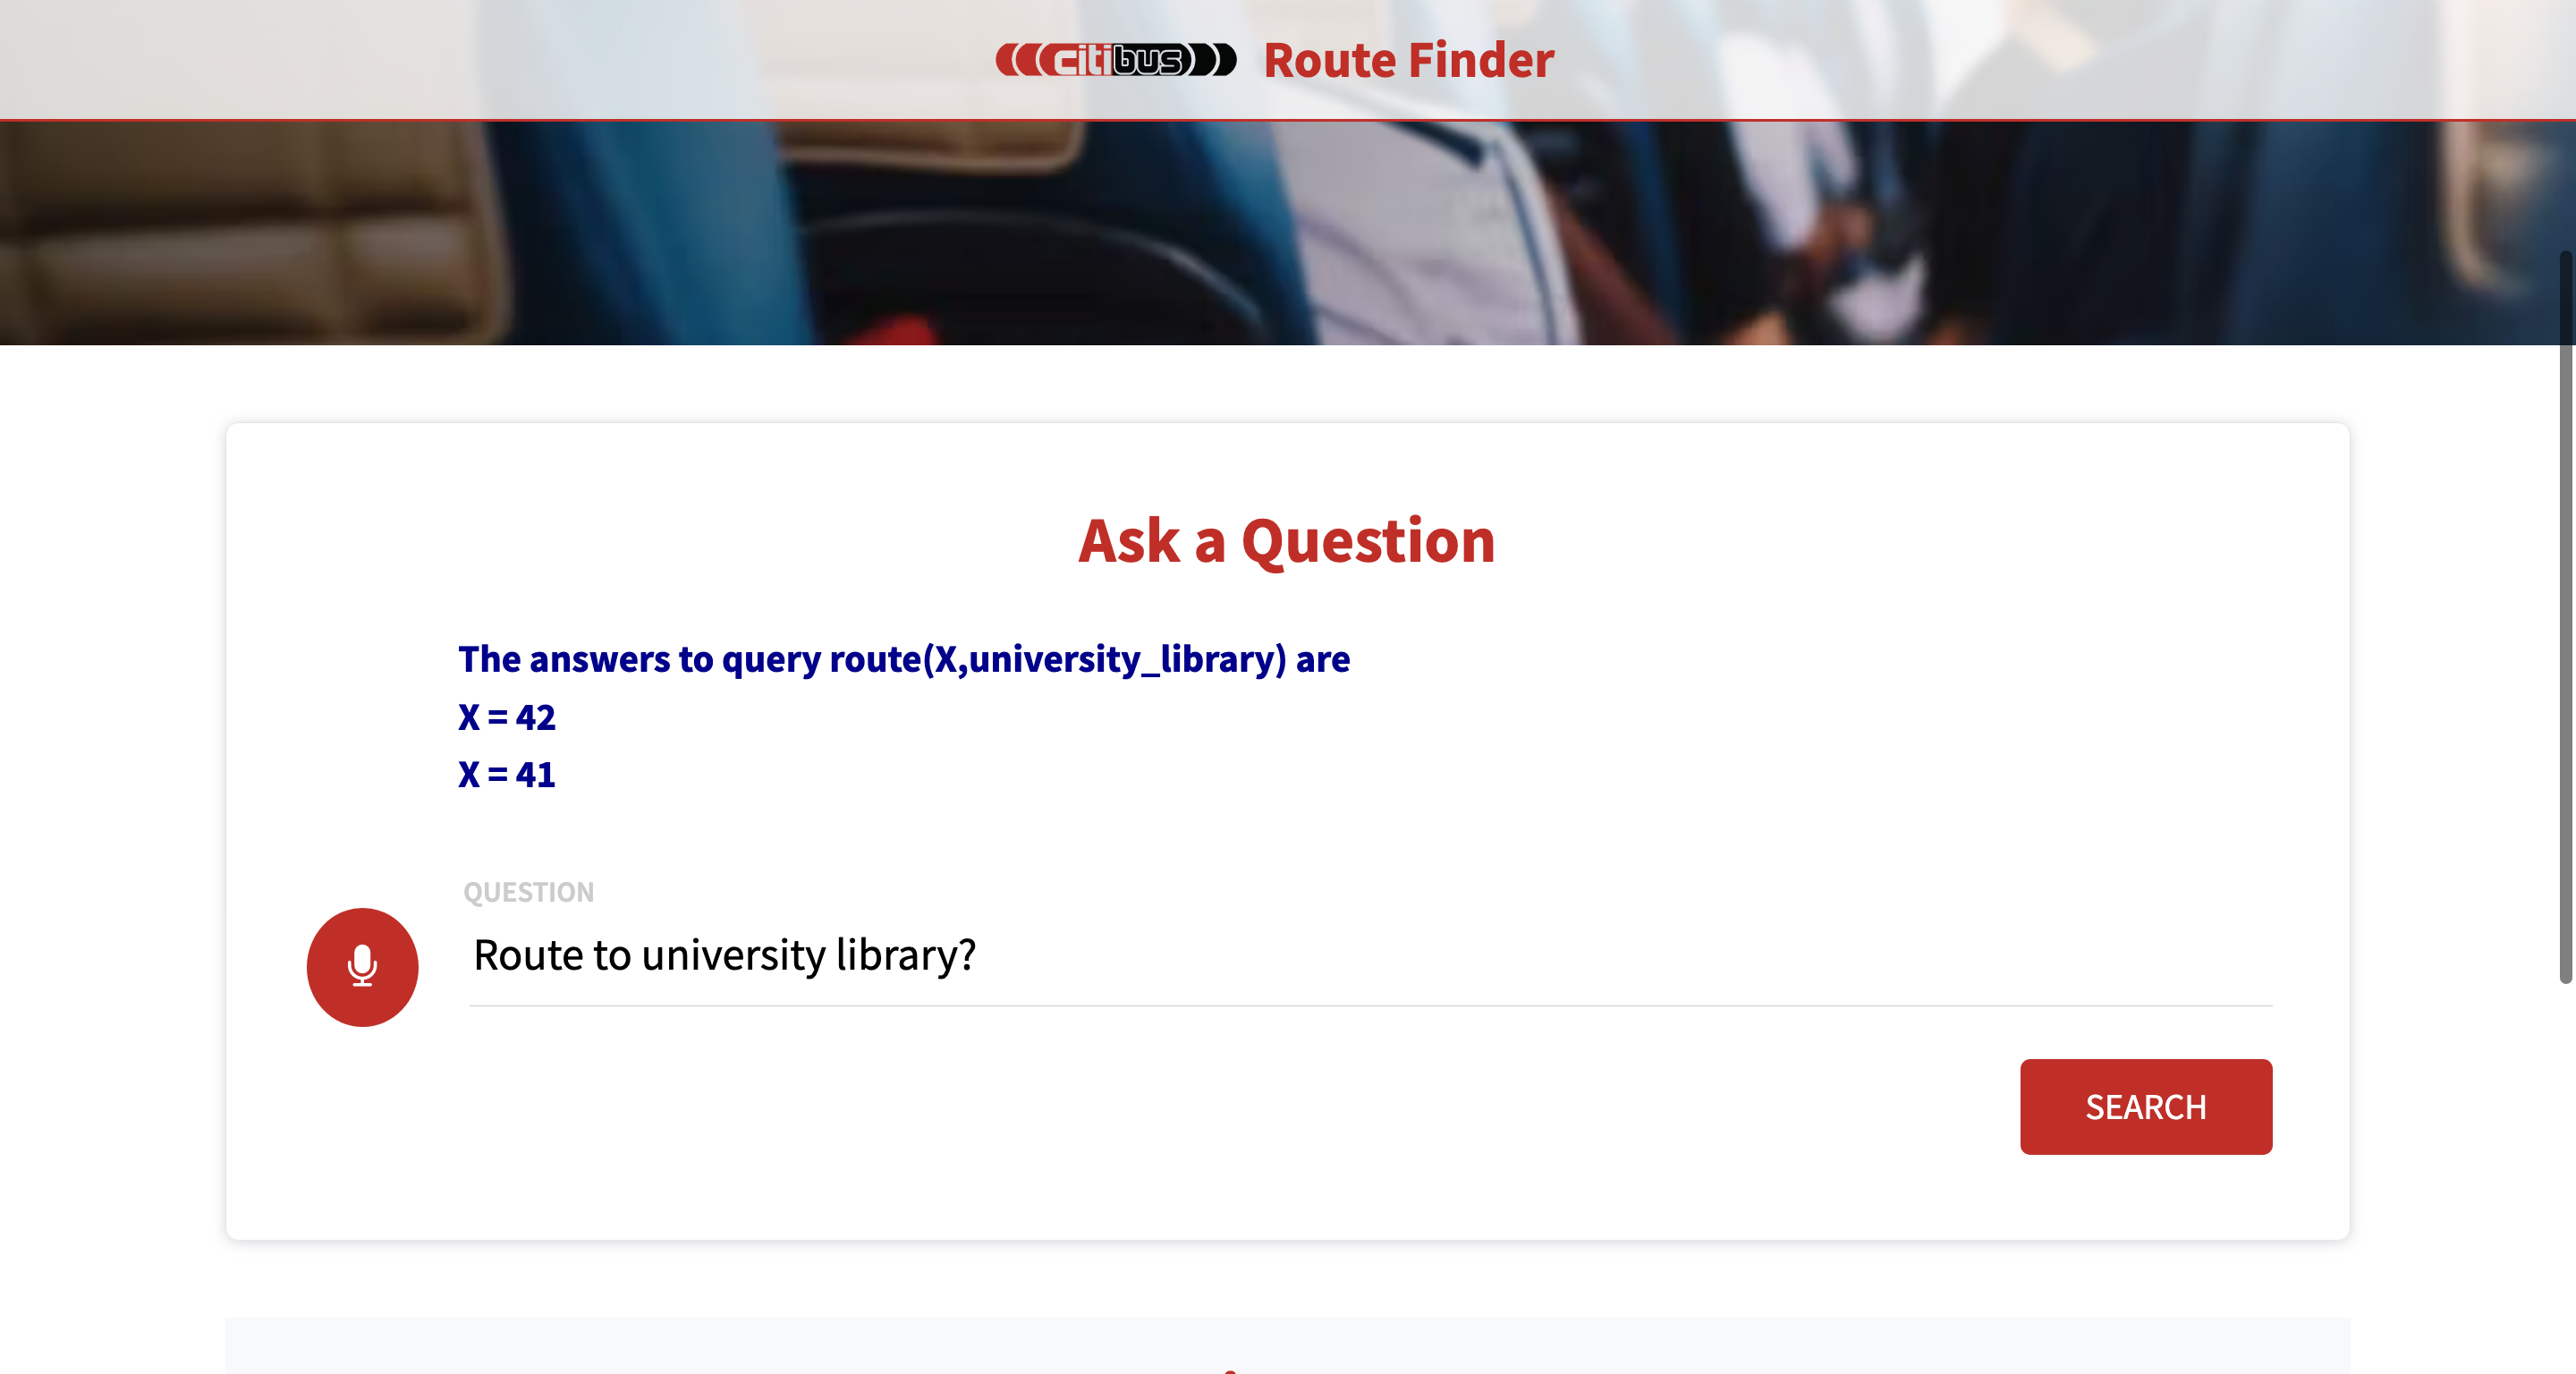 citibus Route Finder
Ask a Question
The answers to query route(X,university_library) are
X = 42
X = 41
QUESTION
Route to university library?
SEARCH